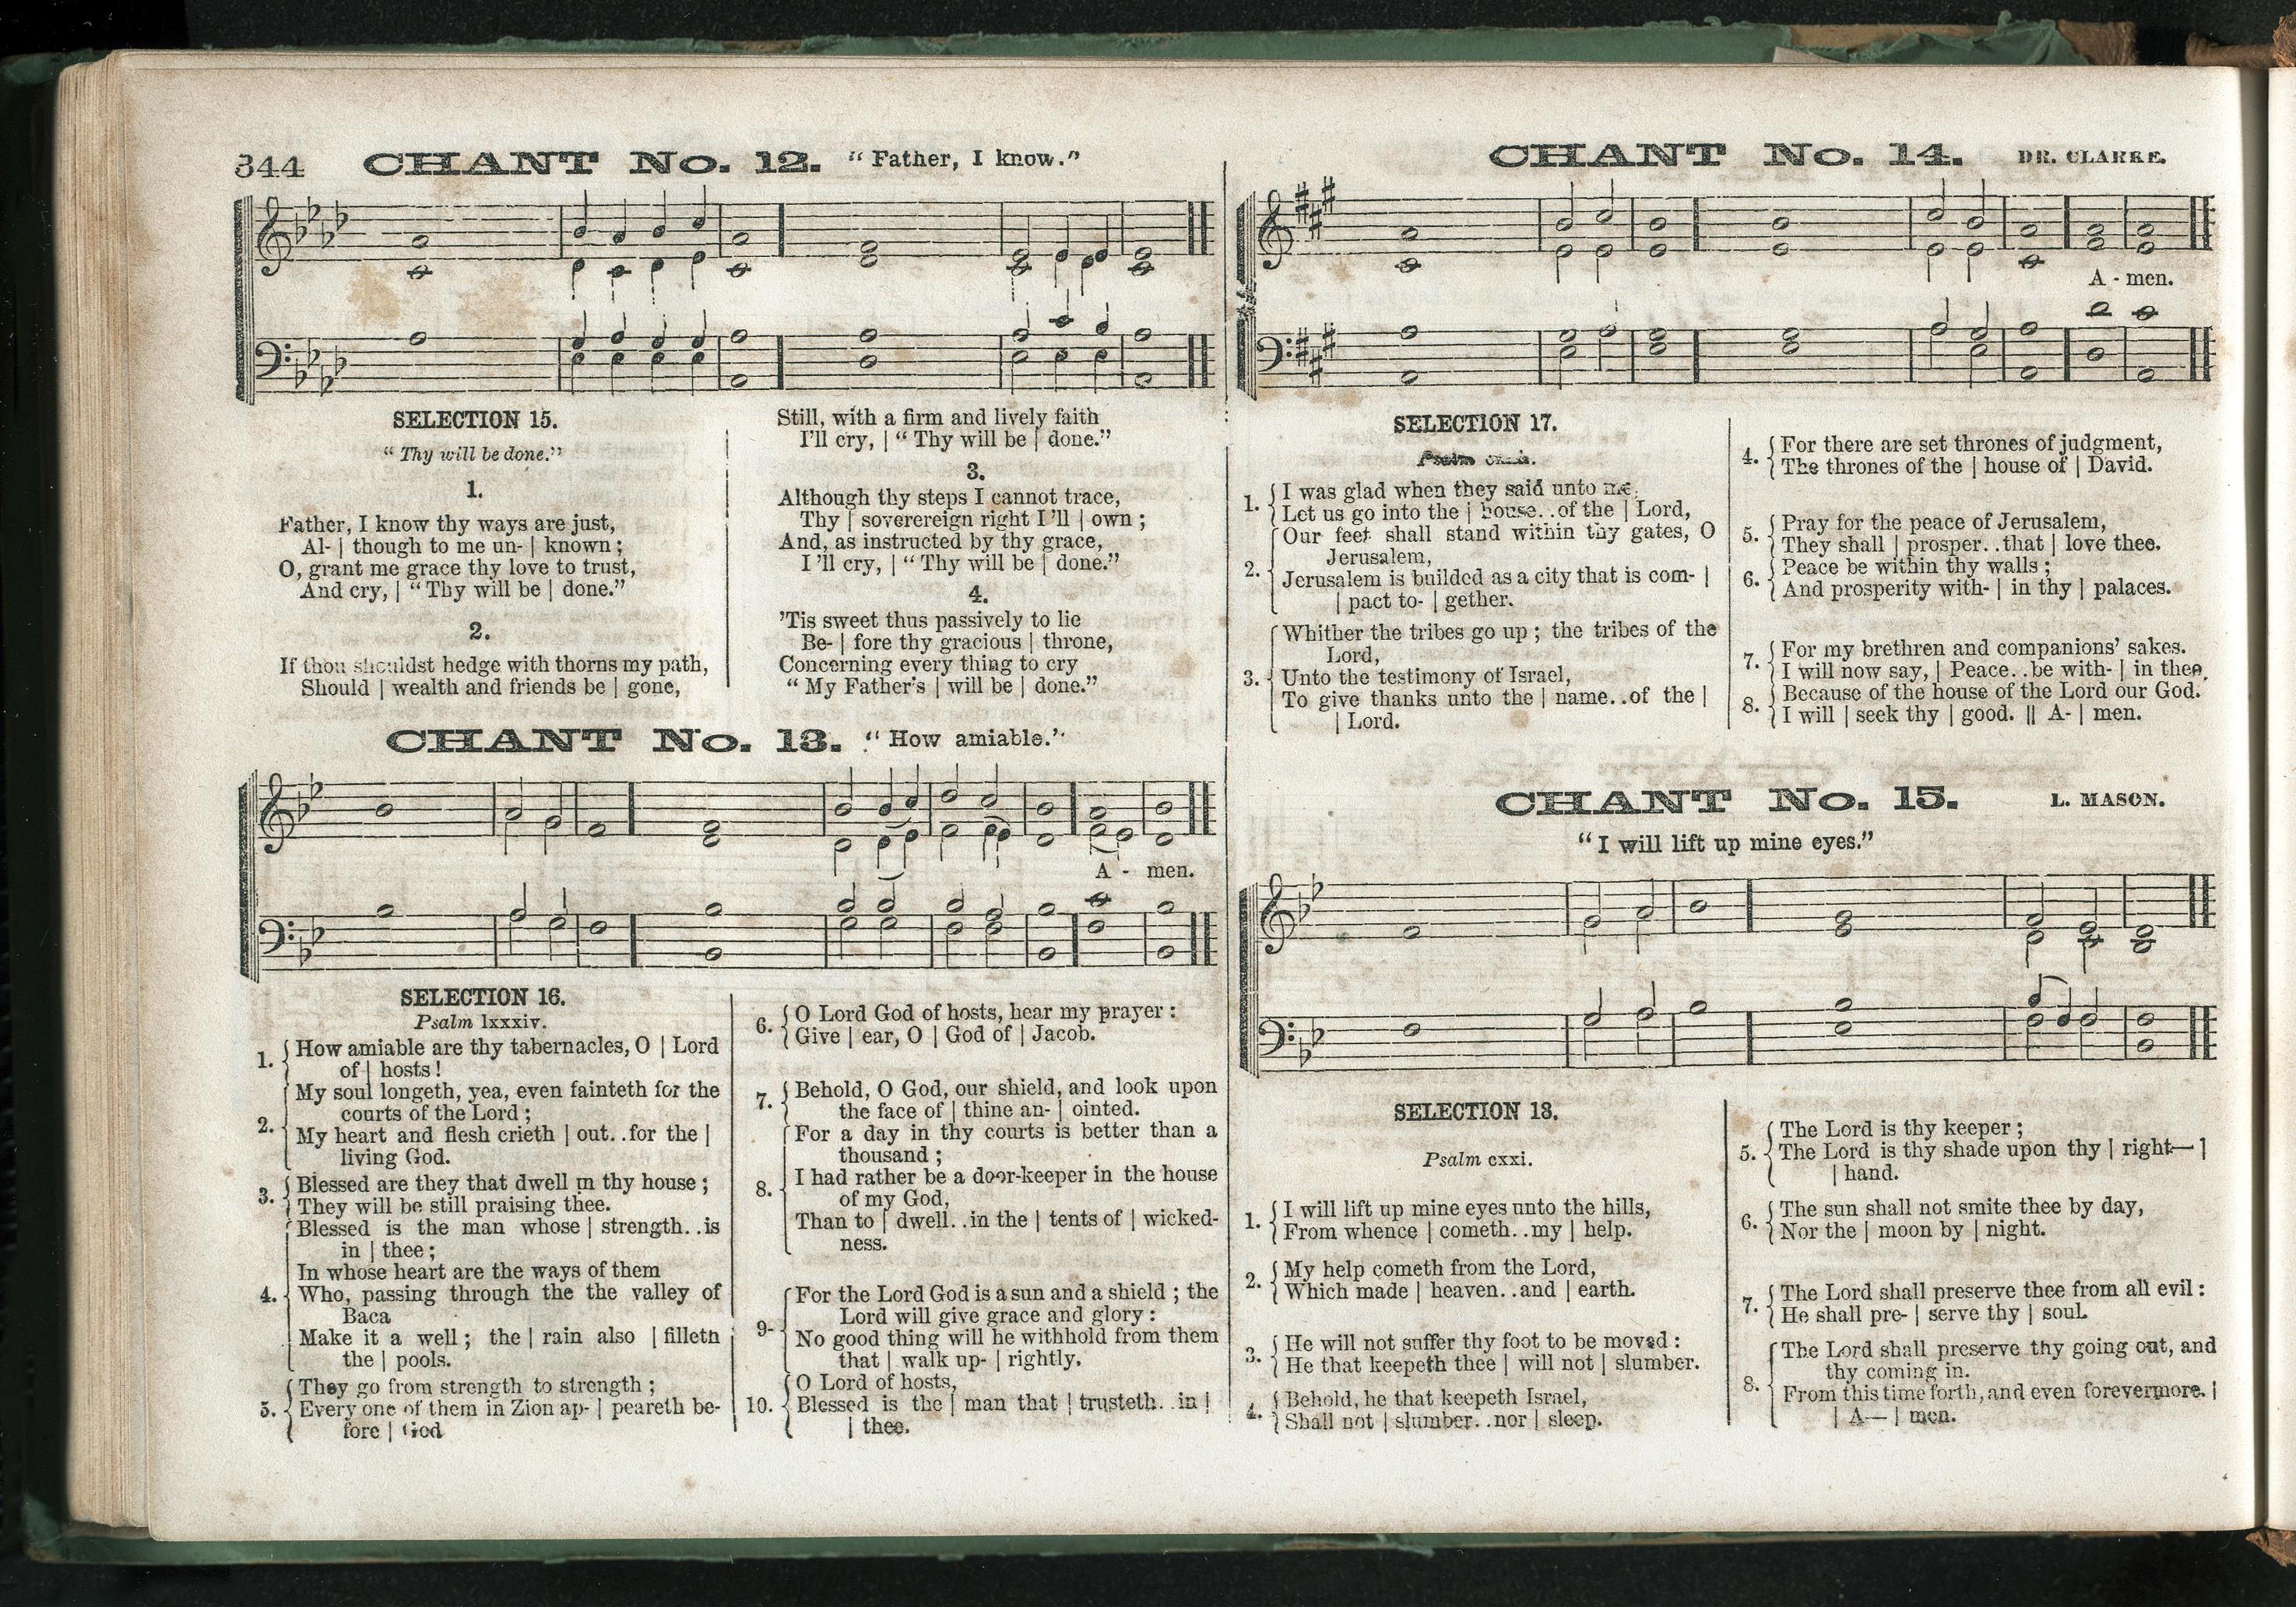 344
CHANT No. 12. “Father, I know.”
SELECTION 15.
“Thy will be done.”
1.
Father, I know thy ways are just,
Al- | though to me un- | known ;
O, grant me grace thy love to trust,
And cry, | “ Thy will be | done.”
2.
If thou shouldst hedge with thorns my path,
Should | wealth and friends be | gone,
Still, with a firm and lively faith
I'll cry, | “ Thy will be | done.”
3.
Although thy steps I cannot trace,
Thy | soverereign right I'll | own ;
And, as instructed by thy grace,
I'll cry, | “ Thy will be | done.”
4.
'Tis sweet thus passively to lie
Be- | fore thy gracious | throne,
Concerning every thing to cry
“ My Father's | will be | done.”
CHANT No. 13. “How amiable.”
A - men.
SELECTION 16.
Psalm lxxxiv.
1. How amiable are thy tabernacles, O | Lord
of | hosts !
2. My soul longeth, yea, even fainteth for the
courts of the Lord ;
My heart and flesh crieth | out. .for the |
living God.
3. Blessed are they that dwell in thy house ;
They will be still praising thee.
4. Blessed is the man whose | strength. .is
in | thee ;
In whose heart are the ways of them
Who, passing through the the valley of
Baca
Make it a well ; the | rain also | filleth
the | pools.
5. They go from strength to strength ;
Every one of them in Zion ap- | peareth be-
fore | God
6. O Lord God of hosts, hear my prayer :
Give | ear, O | God of | Jacob.
7. Behold, O God, our shield, and look upon
the face of | thine an- | ointed.
8. For a day in thy courts is better than a
thousand ;
I had rather be a door-keeper in the house
of my God,
Than to | dwell. .in the | tents of | wicked-
ness.
9- For the Lord God is a sun and a shield ; the
Lord will give grace and glory :
No good thing will he withhold from them
that | walk up- | rightly.
10. O Lord of hosts,
Blessed is the | man that | trusteth. .in |
| thee.
CHANT No. 14. DR. CLARKE.
A - men.
SELECTION 17.
Psalm
1. I was glad when they said unto me,
Let us go into the | house. .of the | Lord,
2. Our feet shall stand within thy gates, O
Jerusalem,
Jerusalem is builded as a city that is com- |
| pact to- | gether.
3. Whither the tribes go up ; the tribes of the
Lord,
Unto the testimony of Israel,
To give thanks unto the | name. .of the |
| Lord.
4. For there are set thrones of judgment,
The thrones of the | house of | David.
5. Pray for the peace of Jerusalem,
They shall | prosper. .that | love thee.
6. Peace be within thy walls ;
And prosperity with- | in thy | palaces.
7. For my brethren and companions' sakes.
I will now say, | Peace. .be with- | in thee.
8. Because of the house of the Lord our God.
I will | seek thy | good. || A- | men.
CHANT No. 15. L. MASON.
“I will lift up mine eyes.”
SELECTION 18.
Psalm cxxi.
1. I will lift up mine eyes unto the hills,
From whence | cometh. .my | help.
2. My help cometh from the Lord,
Which made | heaven. .and | earth.
3. He will not suffer thy foot to be moved :
He that keepeth thee | will not | slumber.
4. Behold, he that keepeth Israel,
Shall not | slumber. .nor | sleep.
5. The Lord is thy keeper ;
The Lord is thy shade upon thy | right— |
| hand.
6. The sun shall not smite thee by day,
Nor the | moon by | night.
7. The Lord shall preserve thee from all evil :
He shall pre- | serve thy | soul.
8. The Lord shall preserve thy going out, and
thy coming in.
From this time forth, and even forevermore. |
| A— | men.